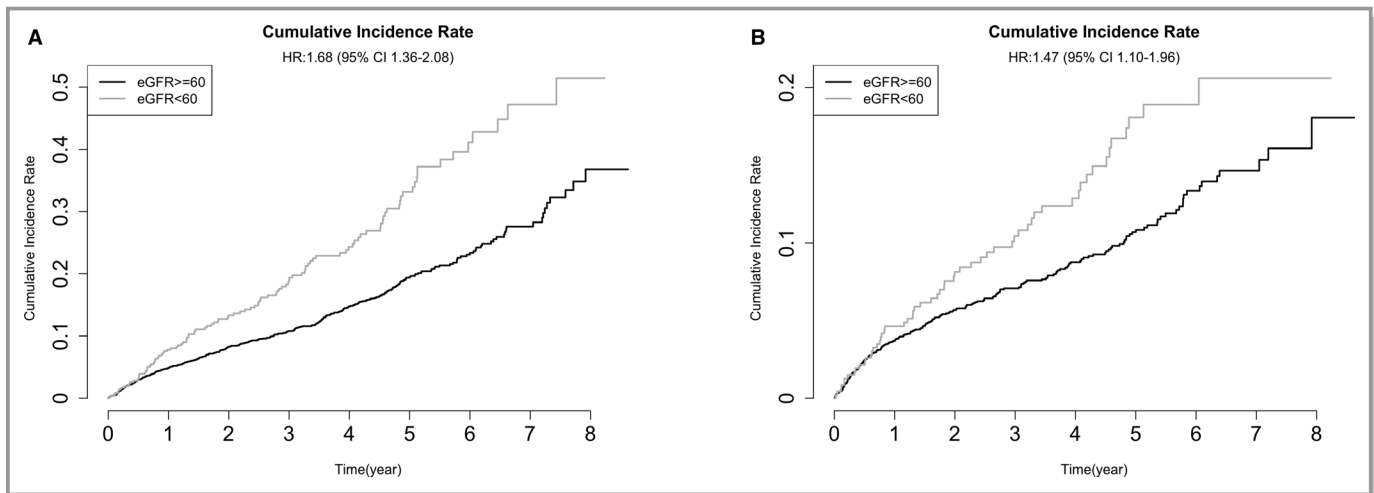 A
Cumulative Incidence Rate
HR:1.68 (95% CI 1.36-2.08)
eGFR>=60
eGFR<60
Cumulative Incidence Rate
0.5
0.4
0.3
0.2
0.1
0
0 1 2 3 4 5 6 7 8
Time(year)
B
Cumulative Incidence Rate
HR:1.47 (95% CI 1.10-1.96)
eGFR>=60
eGFR<60
Cumulative Incidence Rate
0.2
0.1
0
0 1 2 3 4 5 6 7 8
Time(year)